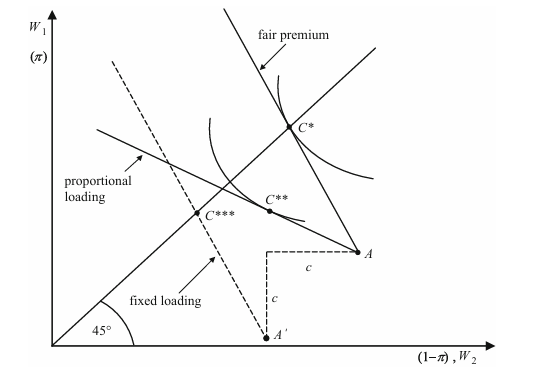 W₁
(π)
fair premium
C*
proportional
loading
C**
C***
A
c
fixed loading
c
45°
A'
(1–π) , W₂